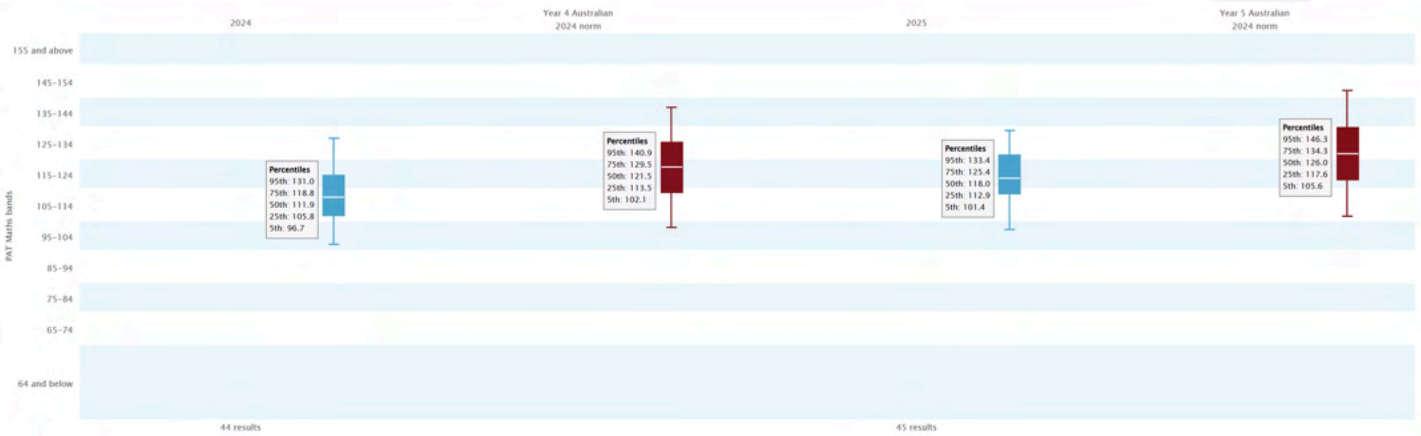 2024
Year 4 Australian
2024 norm
2025
Year 5 Australian
2024 norm
PAT Maths bands
155 and above
145-154
135-144
125-134
115-124
105-114
95-104
85-94
75-84
65-74
64 and below
Percentiles
95th: 131.0
75th: 118.8
50th: 111.9
25th: 105.8
5th: 96.7
Percentiles
95th: 140.9
75th: 129.5
50th: 121.5
25th: 113.5
5th: 102.1
Percentiles
95th: 133.4
75th: 125.4
50th: 118.0
25th: 112.9
5th: 101.4
Percentiles
95th: 146.3
75th: 134.3
50th: 126.0
25th: 117.6
5th: 105.6
44 results
45 results